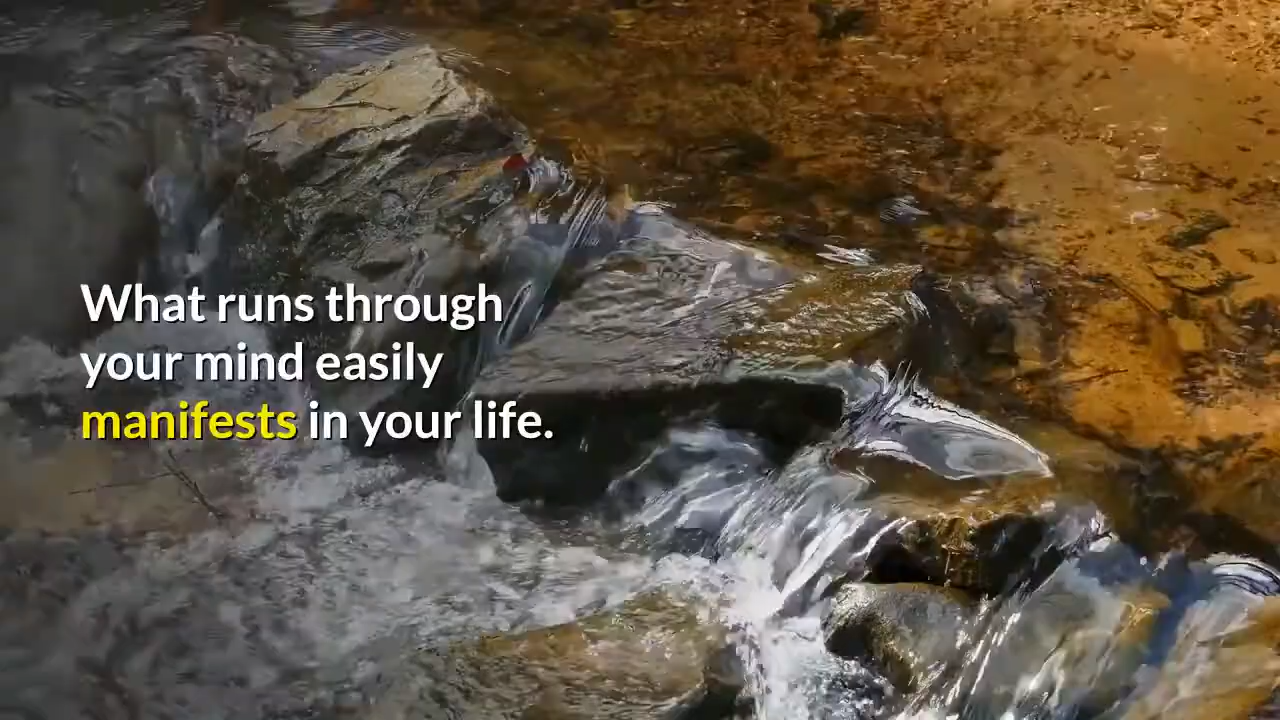 What runs through
your mind easily
manifests in your life.